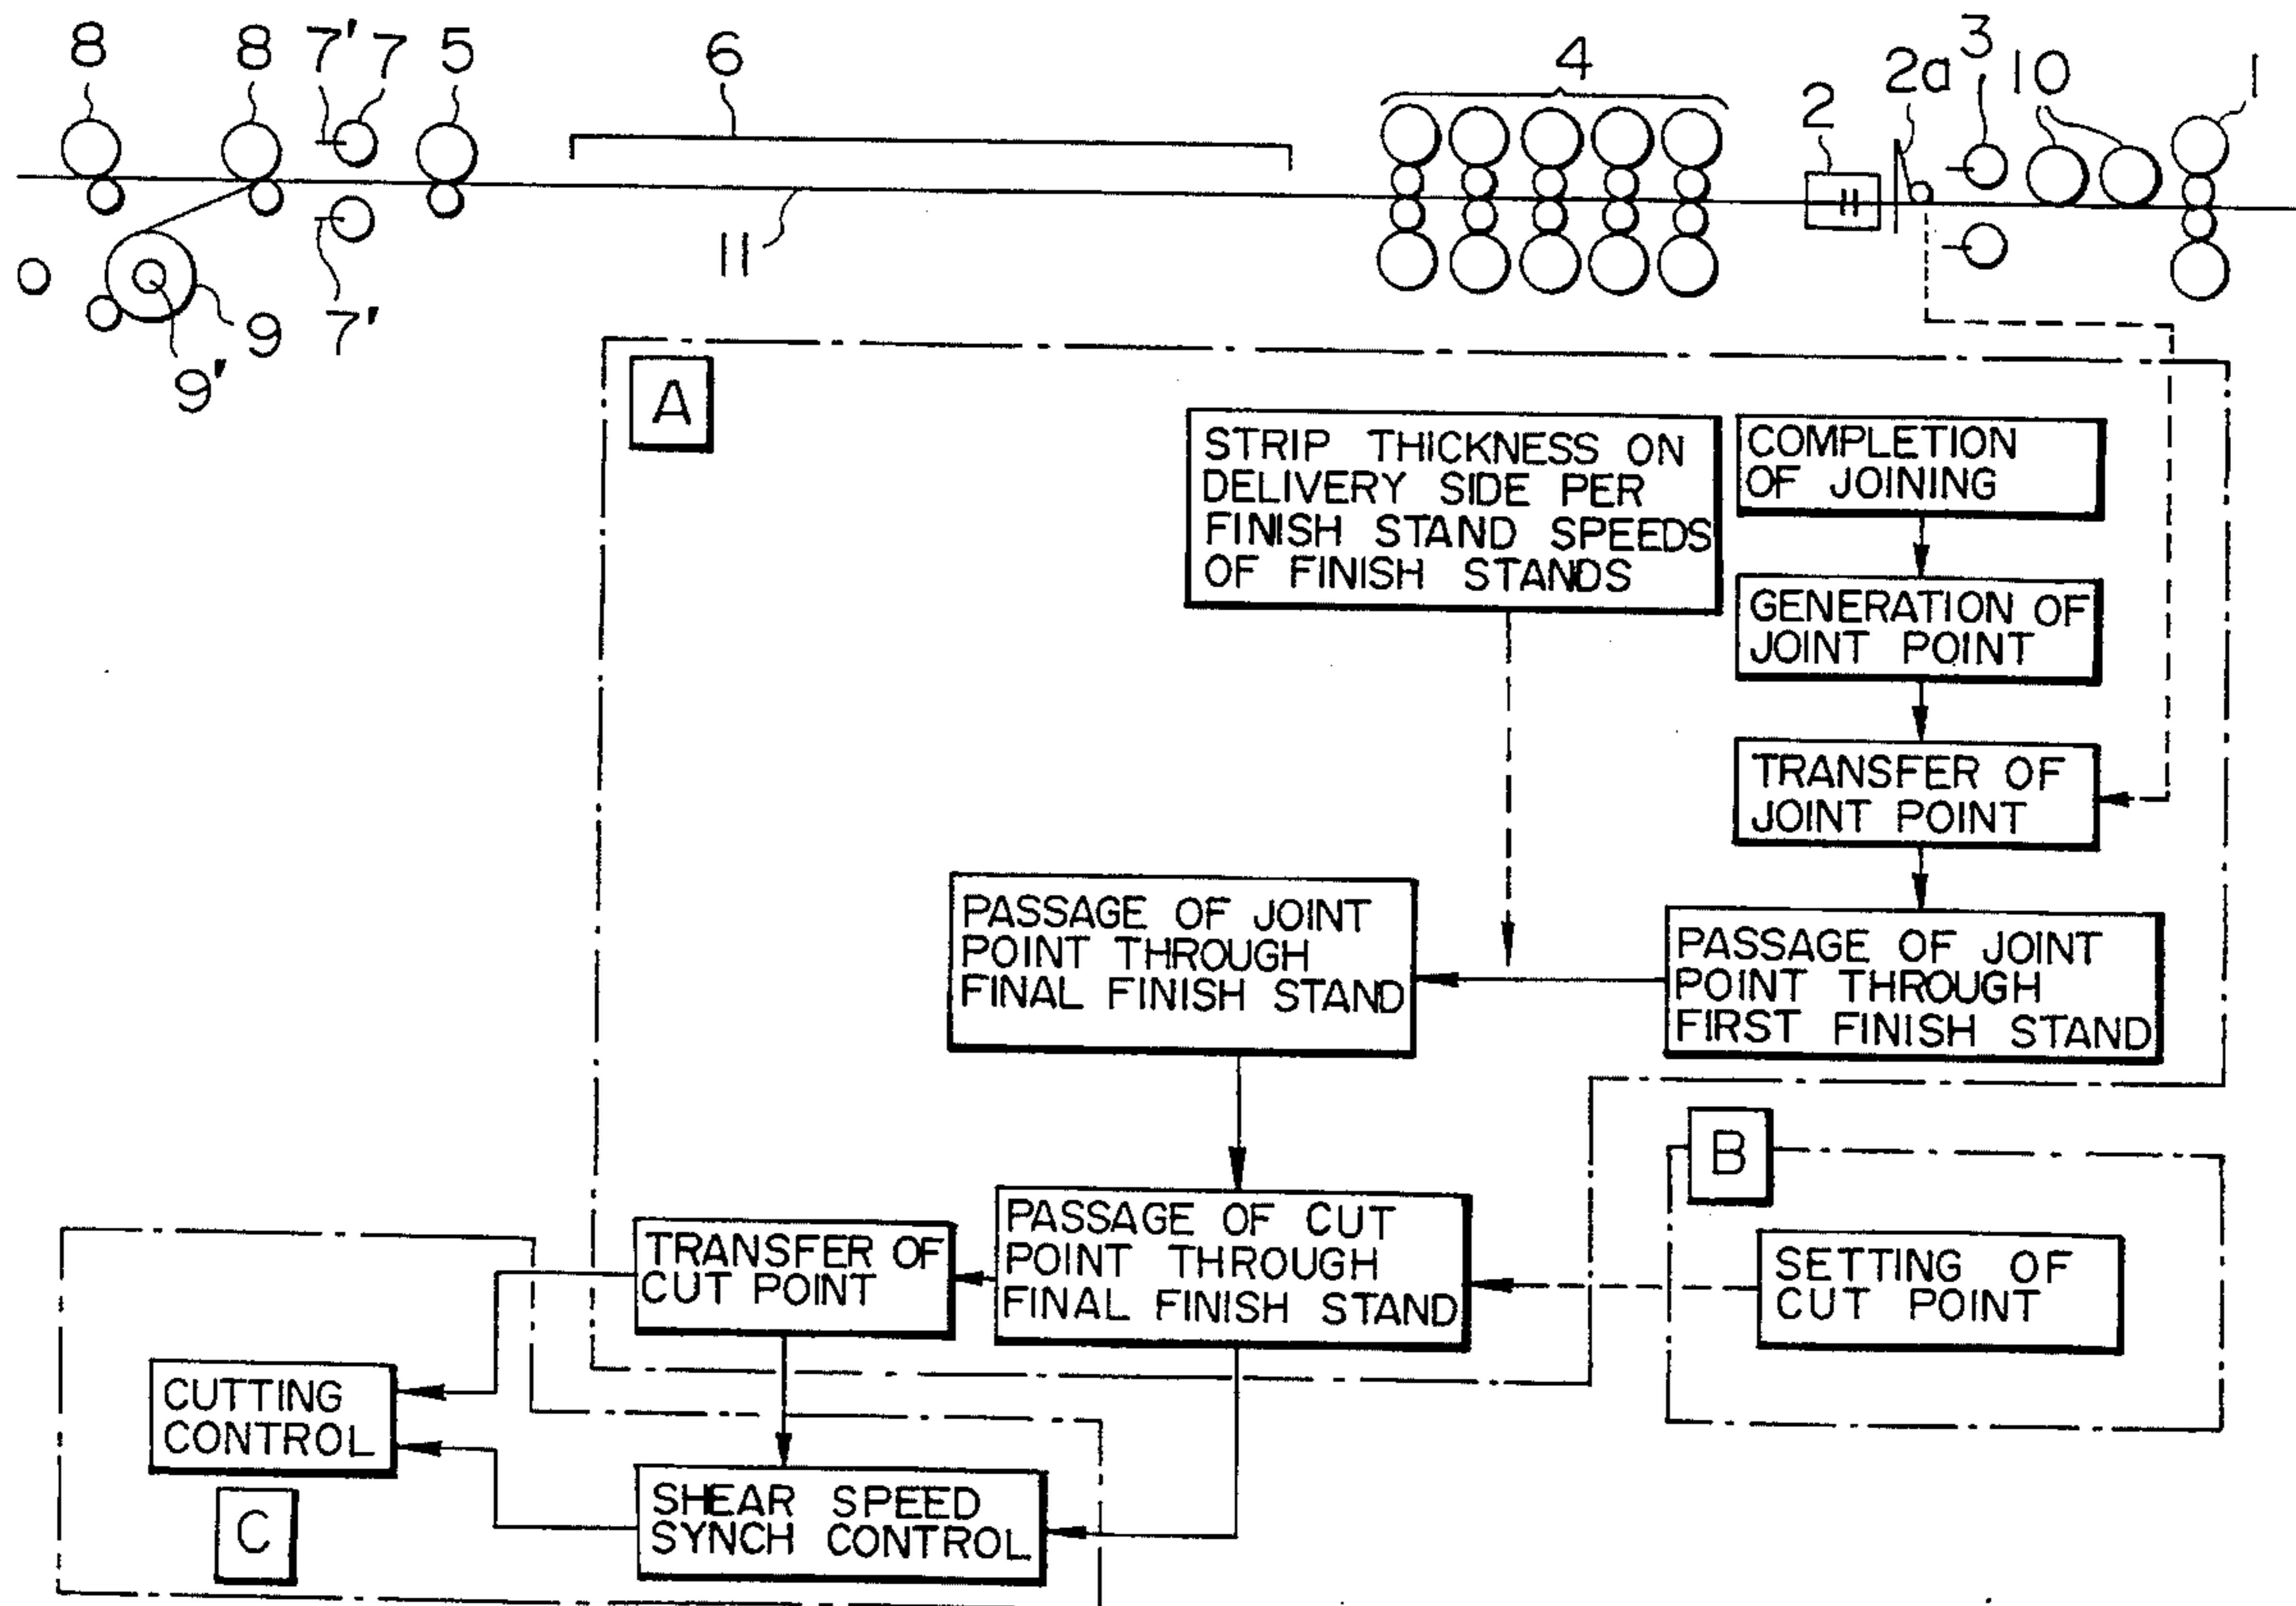 8
8
7'
7
5
6
4
2
2a
3
10
1
11
9
9'
7'
A
STRIP THICKNESS ON
DELIVERY SIDE PER
FINISH STAND SPEEDS
OF FINISH STANDS
COMPLETION
OF JOINING
GENERATION OF
JOINT POINT
TRANSFER OF
JOINT POINT
PASSAGE OF JOINT
POINT THROUGH
FINAL FINISH STAND
PASSAGE OF JOINT
POINT THROUGH
FIRST FINISH STAND
B
SETTING OF
CUT POINT
PASSAGE OF CUT
POINT THROUGH
FINAL FINISH STAND
TRANSFER OF
CUT POINT
CUTTING
CONTROL
C
SHEAR SPEED
SYNCH CONTROL